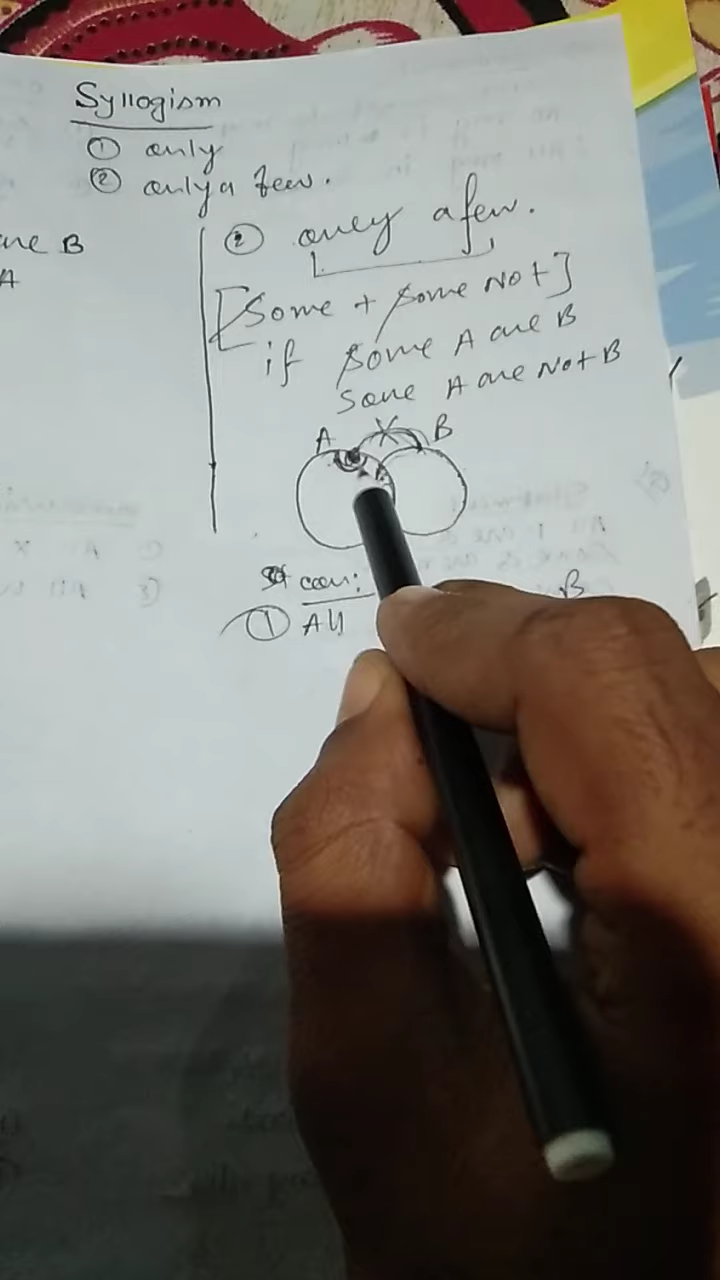 Syllogism
① only
② only a few.
are B
A
② only a few.
[Some + some Not]
if some A are B
Some A are Not B
A B
con:
① All B